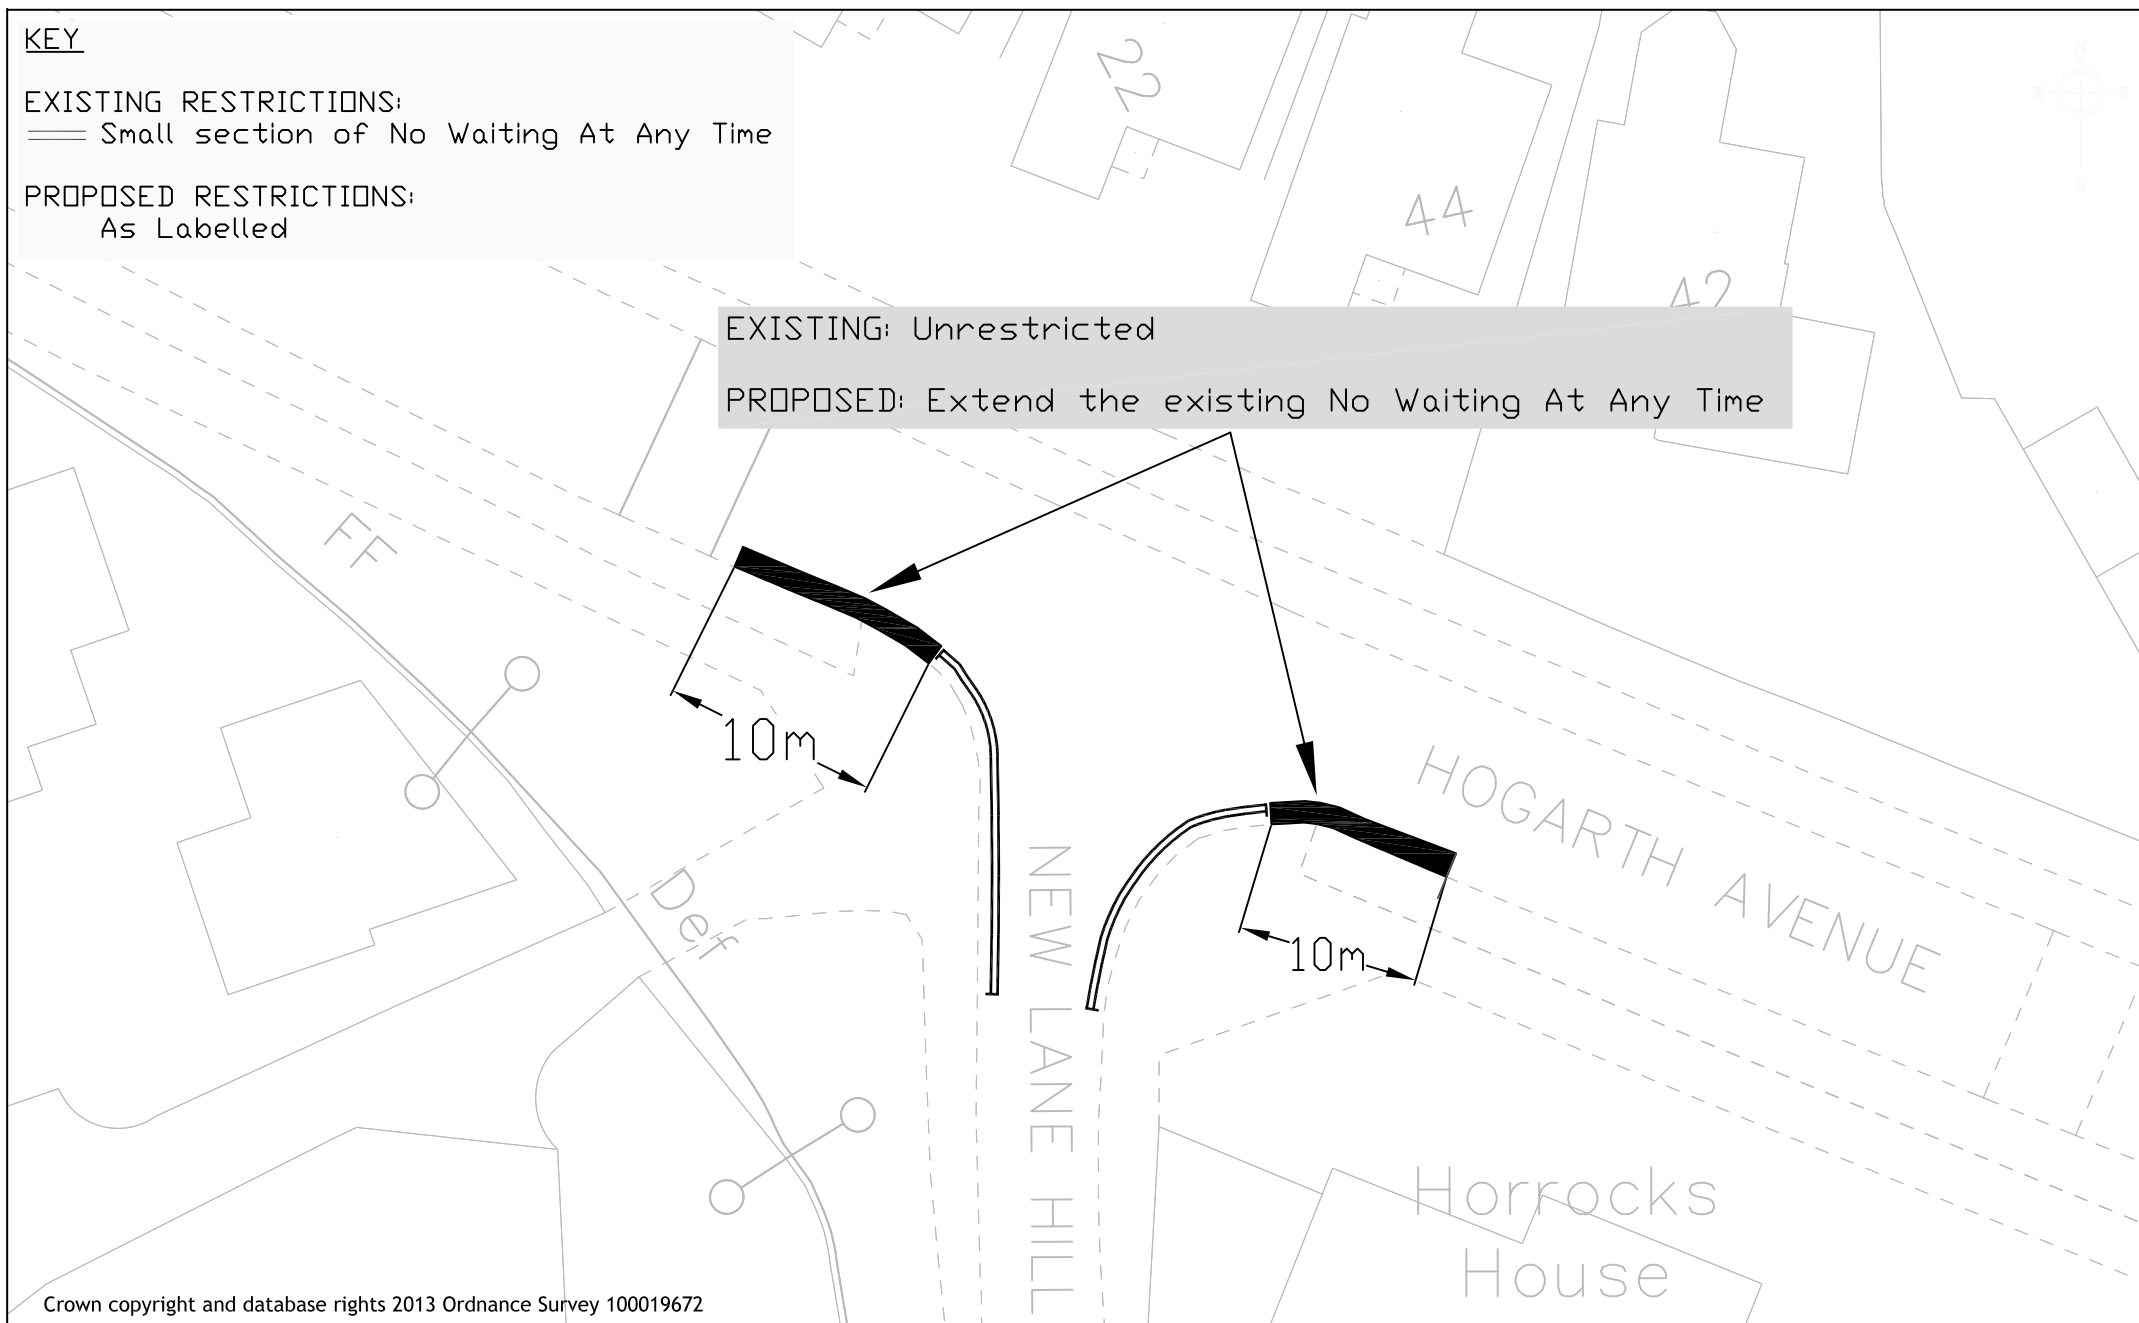 KEY
EXISTING RESTRICTIONS:
Small section of No Waiting At Any Time
PROPOSED RESTRICTIONS:
As Labelled
22
44
42
N
W E
S
EXISTING: Unrestricted
PROPOSED: Extend the existing No Waiting At Any Time
FF
10m
Def
10m
HOGARTH AVENUE
NEW LANE HILL
Horrocks
House
Crown copyright and database rights 2013 Ordnance Survey 100019672